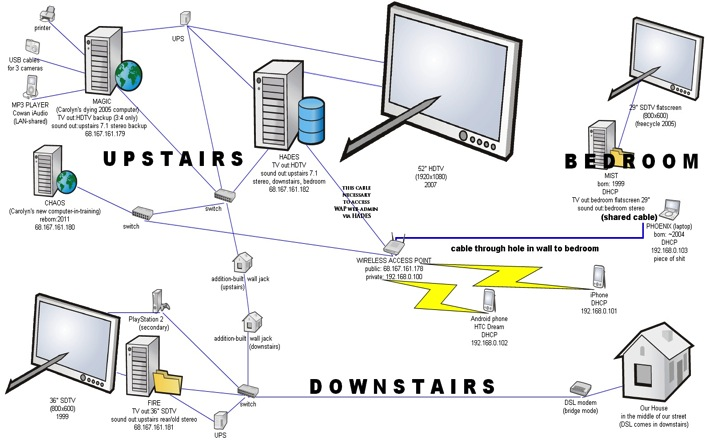 printer
USB cables
for 3 cameras
MP3 PLAYER
Cowan iAudio
(LAN-shared)
UPS
MAGIC
(Carolyn's dying 2005 computer)
TV out HDTV backup (3:4 only)
sound out:upstairs 7.1 stereo backup
68.167.161.179
HADES
TV out HDTV
sound out upstairs 7.1
stereo, downstairs, bedroom
68.167.161.182
52" HDTV
(1920x1080)
2007
29" SDTV flatscreen
(800x600)
(freecycle 2005)
UPSTAIRS
BEDROOM
MIST
born: 1999
DHCP
TV out:bedroom flatscreen 29"
sound out:bedroom stereo
(shared cable)
PHOENIX (laptop)
born: ~2004
DHCP
192.168.0.103
piece of shit
CHAOS
(Carolyn's new computer-in-training)
reborn:2011
68.167.161.180
switch
switch
THIS CABLE
NECESSARY
TO ACCESS
WAP WEB ADMIN
VIA HADES
cable through hole in wall to bedroom
WIRELESS ACCESS POINT
public: 68.167.161.178
private: 192.168.0.100
addition-built wall jack
(upstairs)
iPhone
DHCP
192.168.0.101
Android phone
HTC Dream
DHCP
192.168.0.102
PlayStation 2
(secondary)
addition-built wall jack
(downstairs)
36" SDTV
(800x600)
1999
FIRE
TV out 36" SDTV
sound out upstairs rear/old stereo
68.167.161.181
UPS
switch
DOWNSTAIRS
DSL modem
(bridge mode)
Our House
in the middle of our street
(DSL comes in downstairs)